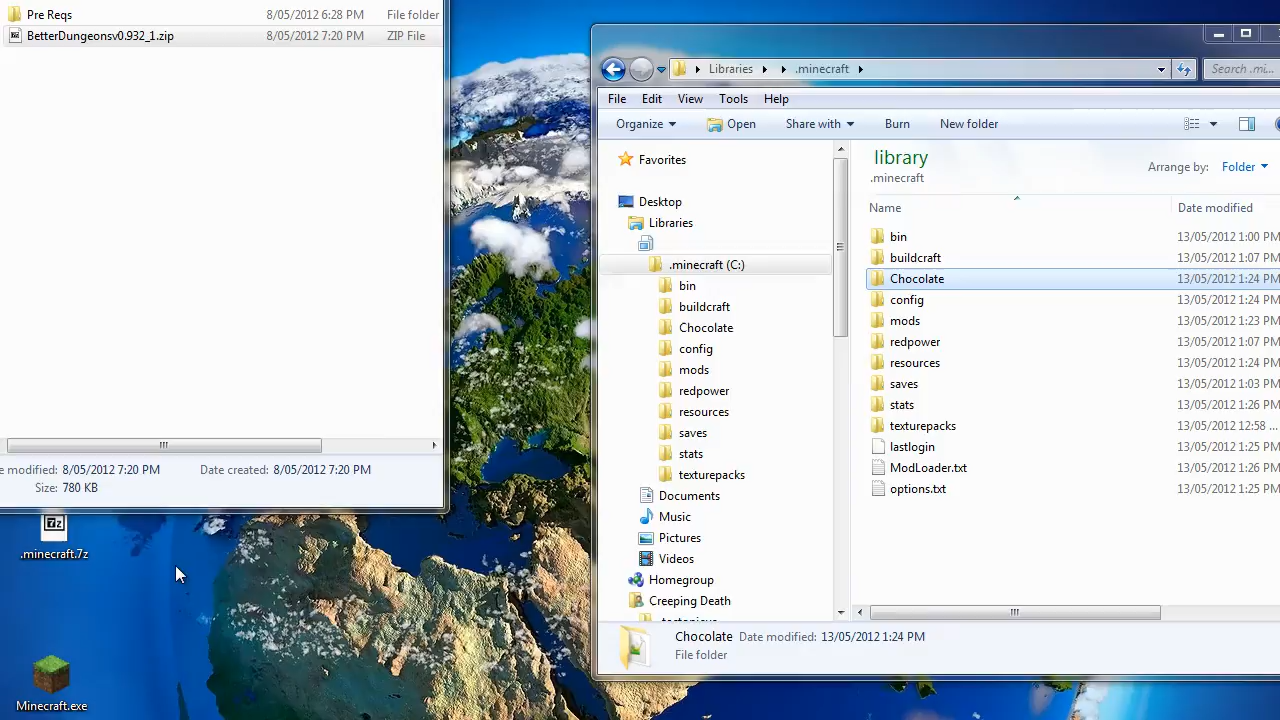 Pre Reqs 8/05/2012 6:28 PM File folder
BetterDungeonsv0.932_1.zip 8/05/2012 7:20 PM ZIP File
e modified: 8/05/2012 7:20 PM Date created: 8/05/2012 7:20 PM
Size: 780 KB
7z
.minecraft.7z
Minecraft.exe
Libraries .minecraft
Search .mi...
File Edit View Tools Help
Organize Open Share with Burn New folder
Favorites
Desktop
Libraries
.minecraft (C:)
bin
buildcraft
Chocolate
config
mods
redpower
resources
saves
stats
texturepacks
Documents
Music
Pictures
Videos
Homegroup
Creeping Death
library
.minecraft
Arrange by: Folder
Name Date modified
bin 13/05/2012 1:00 PM
buildcraft 13/05/2012 1:07 PM
Chocolate 13/05/2012 1:24 PM
config 13/05/2012 1:24 PM
mods 13/05/2012 1:23 PM
redpower 13/05/2012 1:07 PM
resources 13/05/2012 1:24 PM
saves 13/05/2012 1:03 PM
stats 13/05/2012 1:26 PM
texturepacks 13/05/2012 12:58 ...
lastlogin 13/05/2012 1:25 PM
ModLoader.txt 13/05/2012 1:26 PM
options.txt 13/05/2012 1:25 PM
Chocolate Date modified: 13/05/2012 1:24 PM
File folder